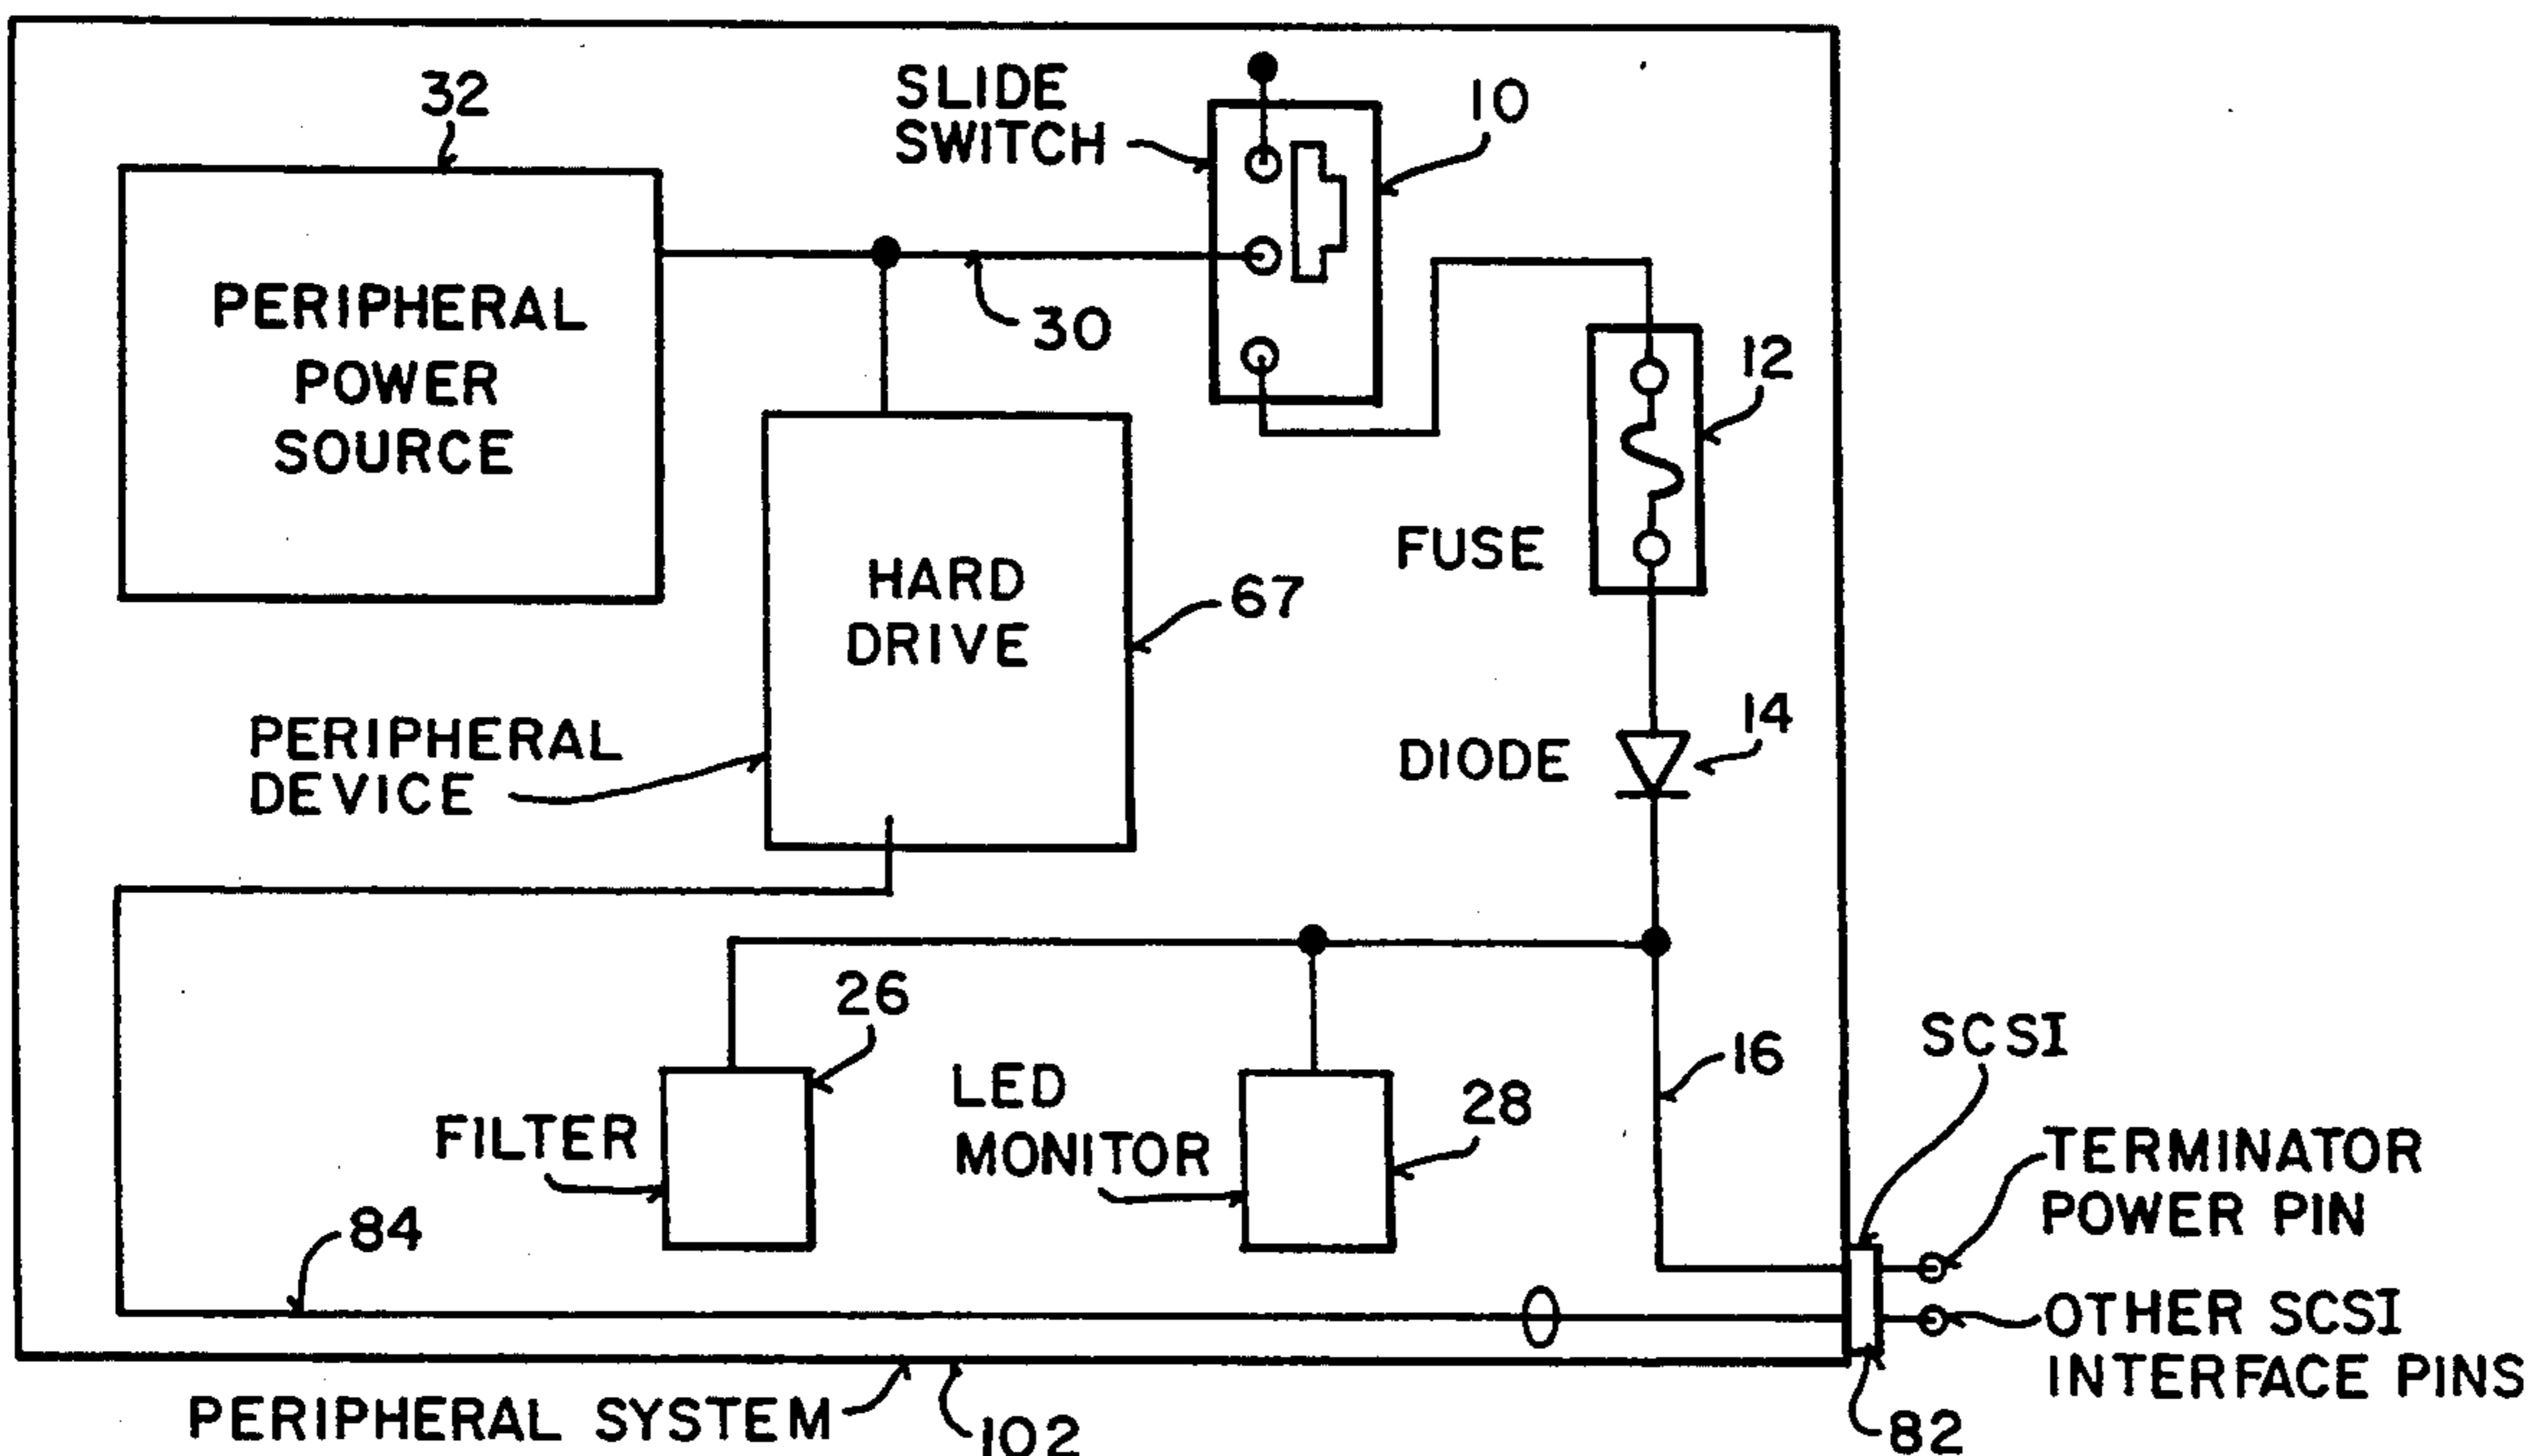 32
SLIDE
SWITCH
10
PERIPHERAL
POWER
SOURCE
30
12
HARD
DRIVE
67
FUSE
PERIPHERAL
DEVICE
DIODE
14
26
FILTER
LED
MONITOR
28
16
SCSI
TERMINATOR
POWER PIN
84
OTHER SCSI
INTERFACE PINS
PERIPHERAL SYSTEM
102
82